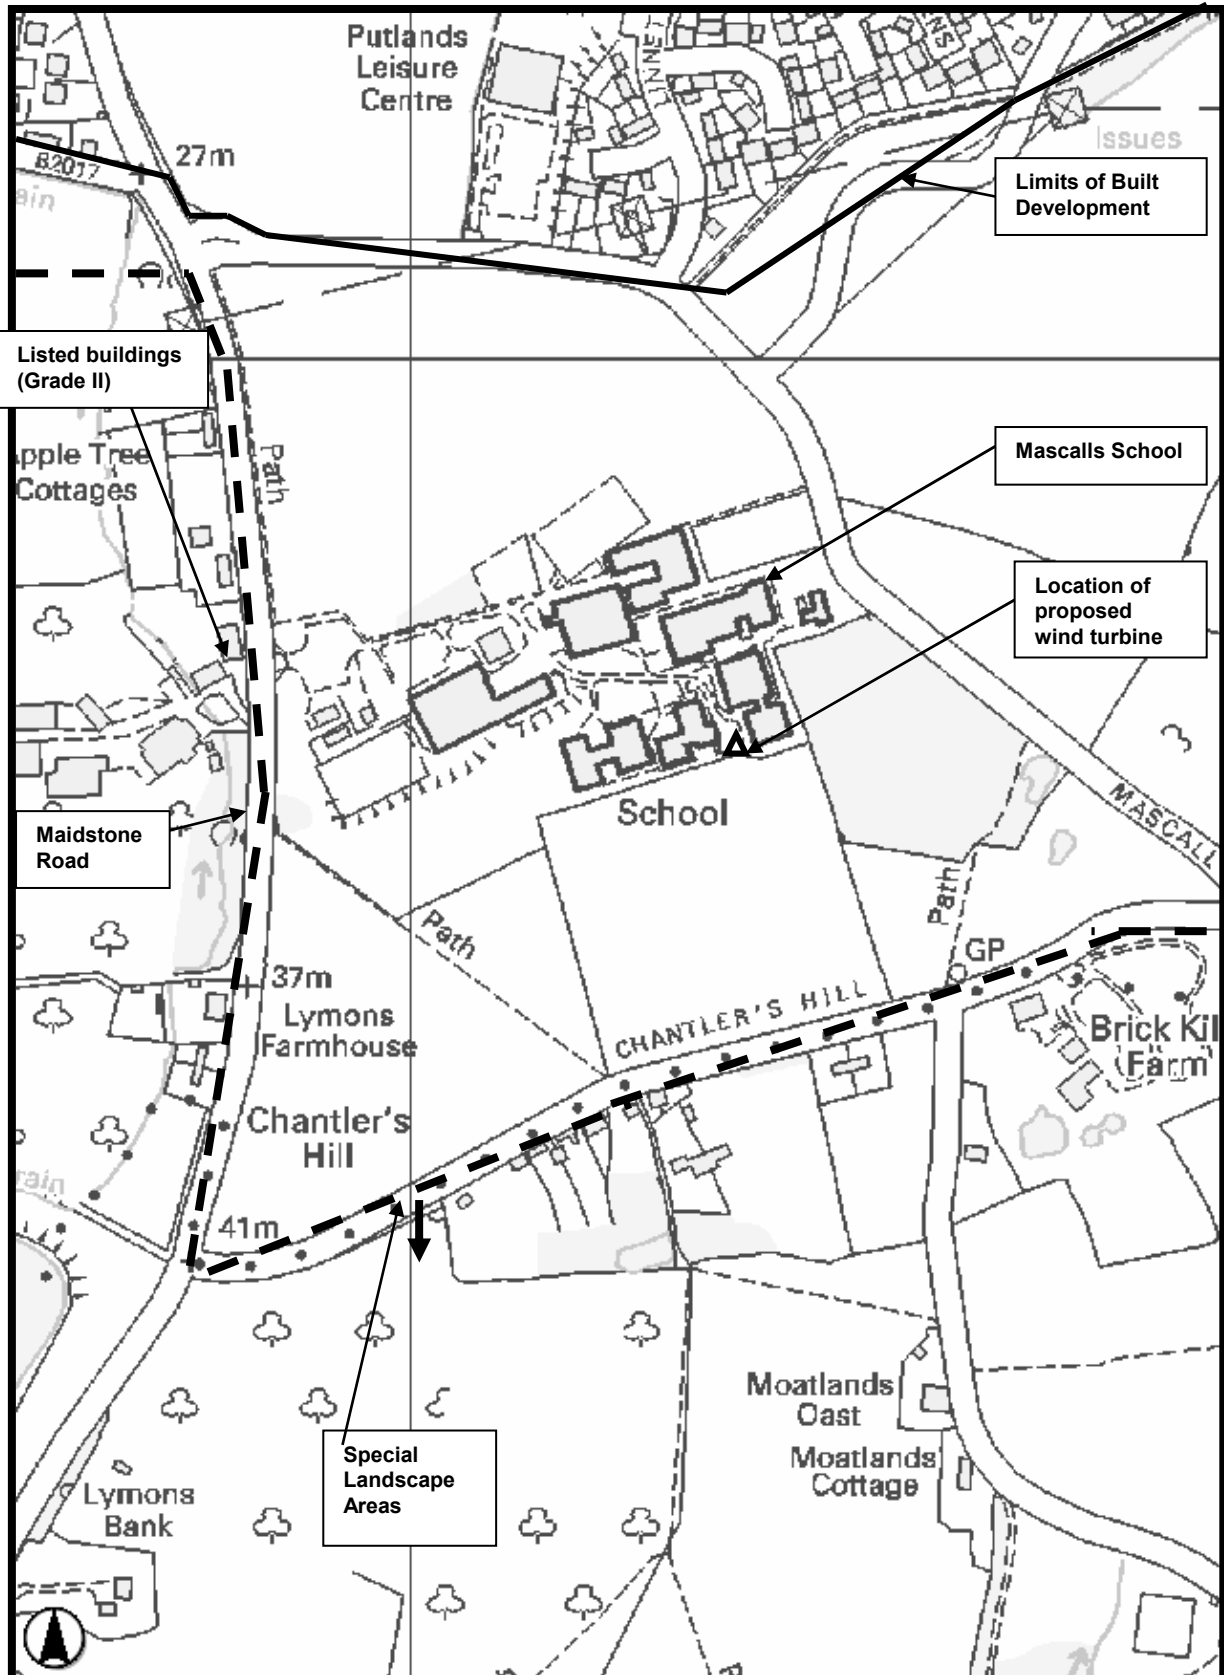 Putlands
Leisure
Centre
27m
B2017
Issues
Limits of Built
Development
Listed buildings
(Grade II)
Path
pple Tree
Cottages
Mascalls School
Location of
proposed
wind turbine
School
MASCALL
Maidstone
Road
Path
Path
GP
37m
Lymons
Farmhouse
CHANTLER'S HILL
Brick Kil
Farm
Chantler's
Hill
rain
41m
Moatlands
Oast
Moatlands
Cottage
Special
Landscape
Areas
Lymons
Bank